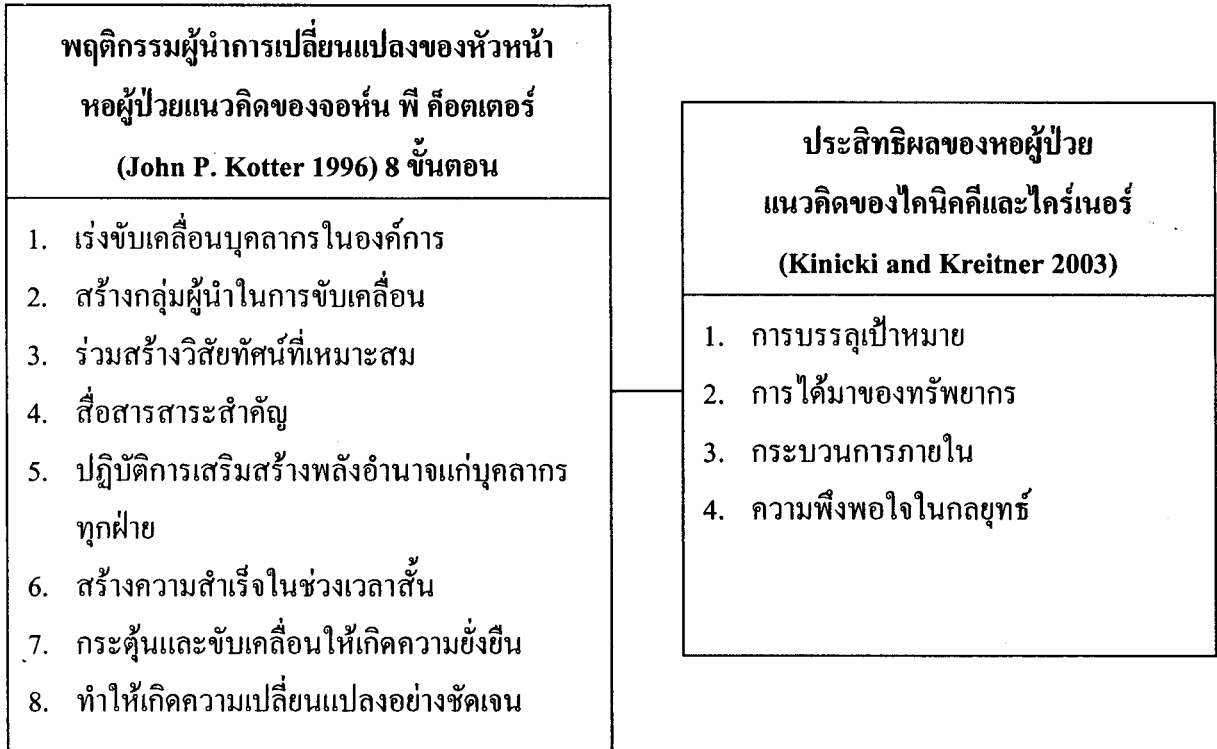 พฤติกรรมผู้นำการเปลี่ยนแปลงของหัวหน้า
หอผู้ป่วยแนวคิดของจอห์น พี ค็อตเตอร์
(John P. Kotter 1996) 8 ขั้นตอน
1. เร่งขับเคลื่อนบุคลากรในองค์การ
2. สร้างกลุ่มผู้นำในการขับเคลื่อน
3. ร่วมสร้างวิสัยทัศน์ที่เหมาะสม
4. สื่อสารสาระสำคัญ
5. ปฏิบัติการเสริมสร้างพลังอำนาจแก่บุคลากร
ทุกฝ่าย
6. สร้างความสำเร็จในช่วงเวลาสั้น
7. กระตุ้นและขับเคลื่อนให้เกิดความยั่งยืน
8. ทำให้เกิดความเปลี่ยนแปลงอย่างชัดเจน
ประสิทธิผลของหอผู้ป่วย
แนวคิดของไคนิคคีและไคร์เนอร์
(Kinicki and Kreitner 2003)
1. การบรรลุเป้าหมาย
2. การได้มาของทรัพยากร
3. กระบวนการภายใน
4. ความพึงพอใจในกลยุทธ์